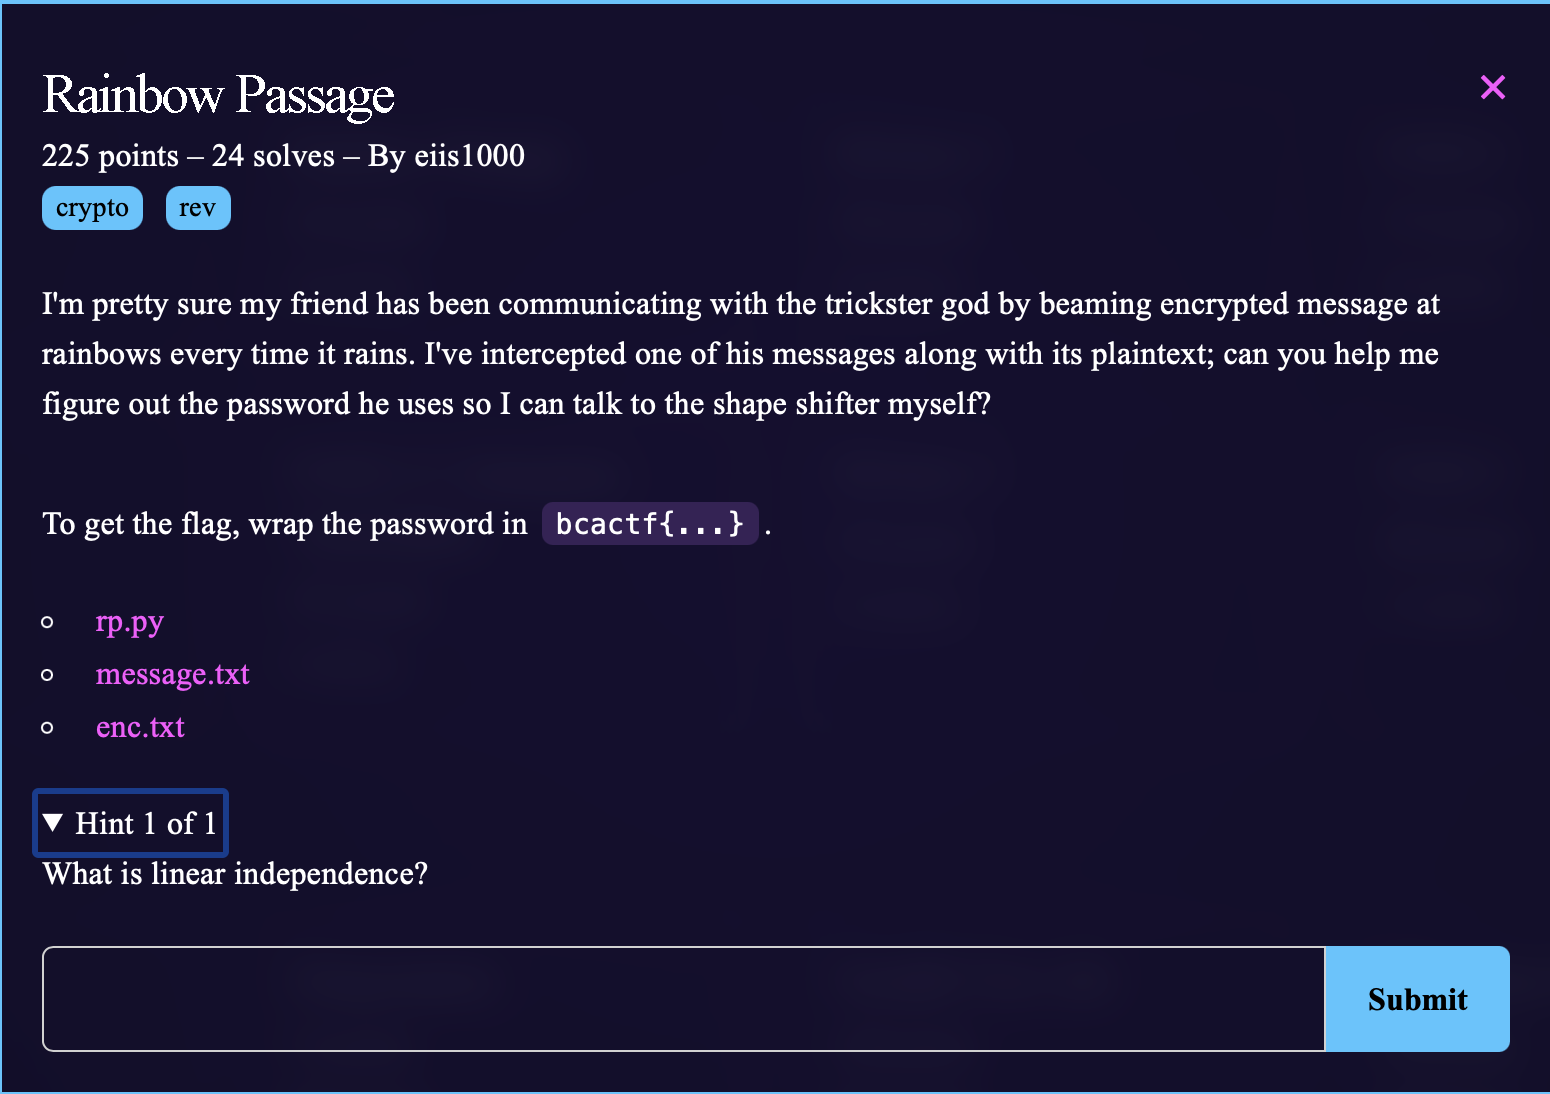 Rainbow Passage
✕
225 points – 24 solves – By eiis1000
crypto rev
I'm pretty sure my friend has been communicating with the trickster god by beaming encrypted message at
rainbows every time it rains. I've intercepted one of his messages along with its plaintext; can you help me
figure out the password he uses so I can talk to the shape shifter myself?
To get the flag, wrap the password in bcactf{...} .
rp.py
message.txt
enc.txt
▼ Hint 1 of 1
What is linear independence?
Submit